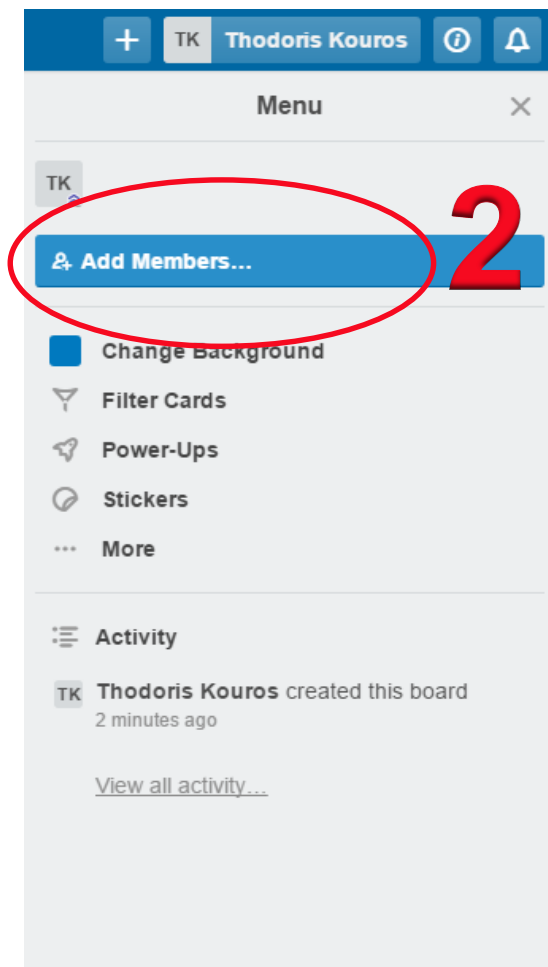 TK Thodoris Kouros
Menu
TK
Add Members...
2
Change Background
Filter Cards
Power-Ups
Stickers
More
Activity
TK Thodoris Kouros created this board
2 minutes ago
View all activity...